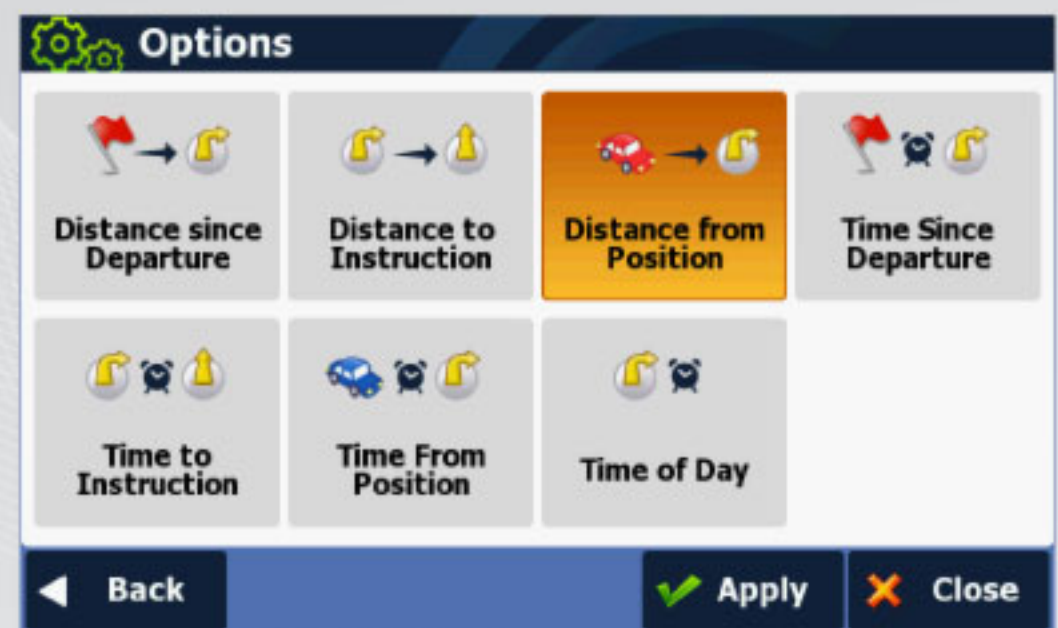 Options
Distance since
Departure
Distance to
Instruction
Distance from
Position
Time Since
Departure
Time to
Instruction
Time From
Position
Time of Day
Back
Apply
Close